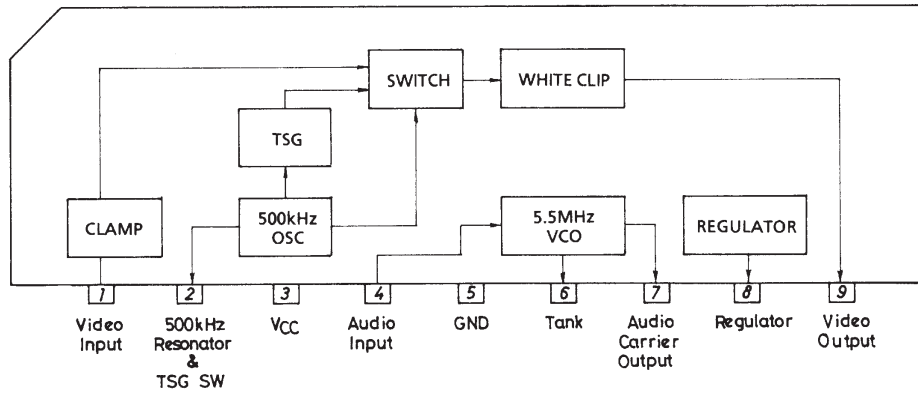 SWITCH
WHITE CLIP
TSG
CLAMP
500kHz
OSC
5.5MHz
VCO
REGULATOR
1
2
3
4
5
6
7
8
9
Video
Input
500kHz
Resonator
&
TSG SW
VCC
Audio
Input
GND
Tank
Audio
Carrier
Output
Regulator
Video
Output